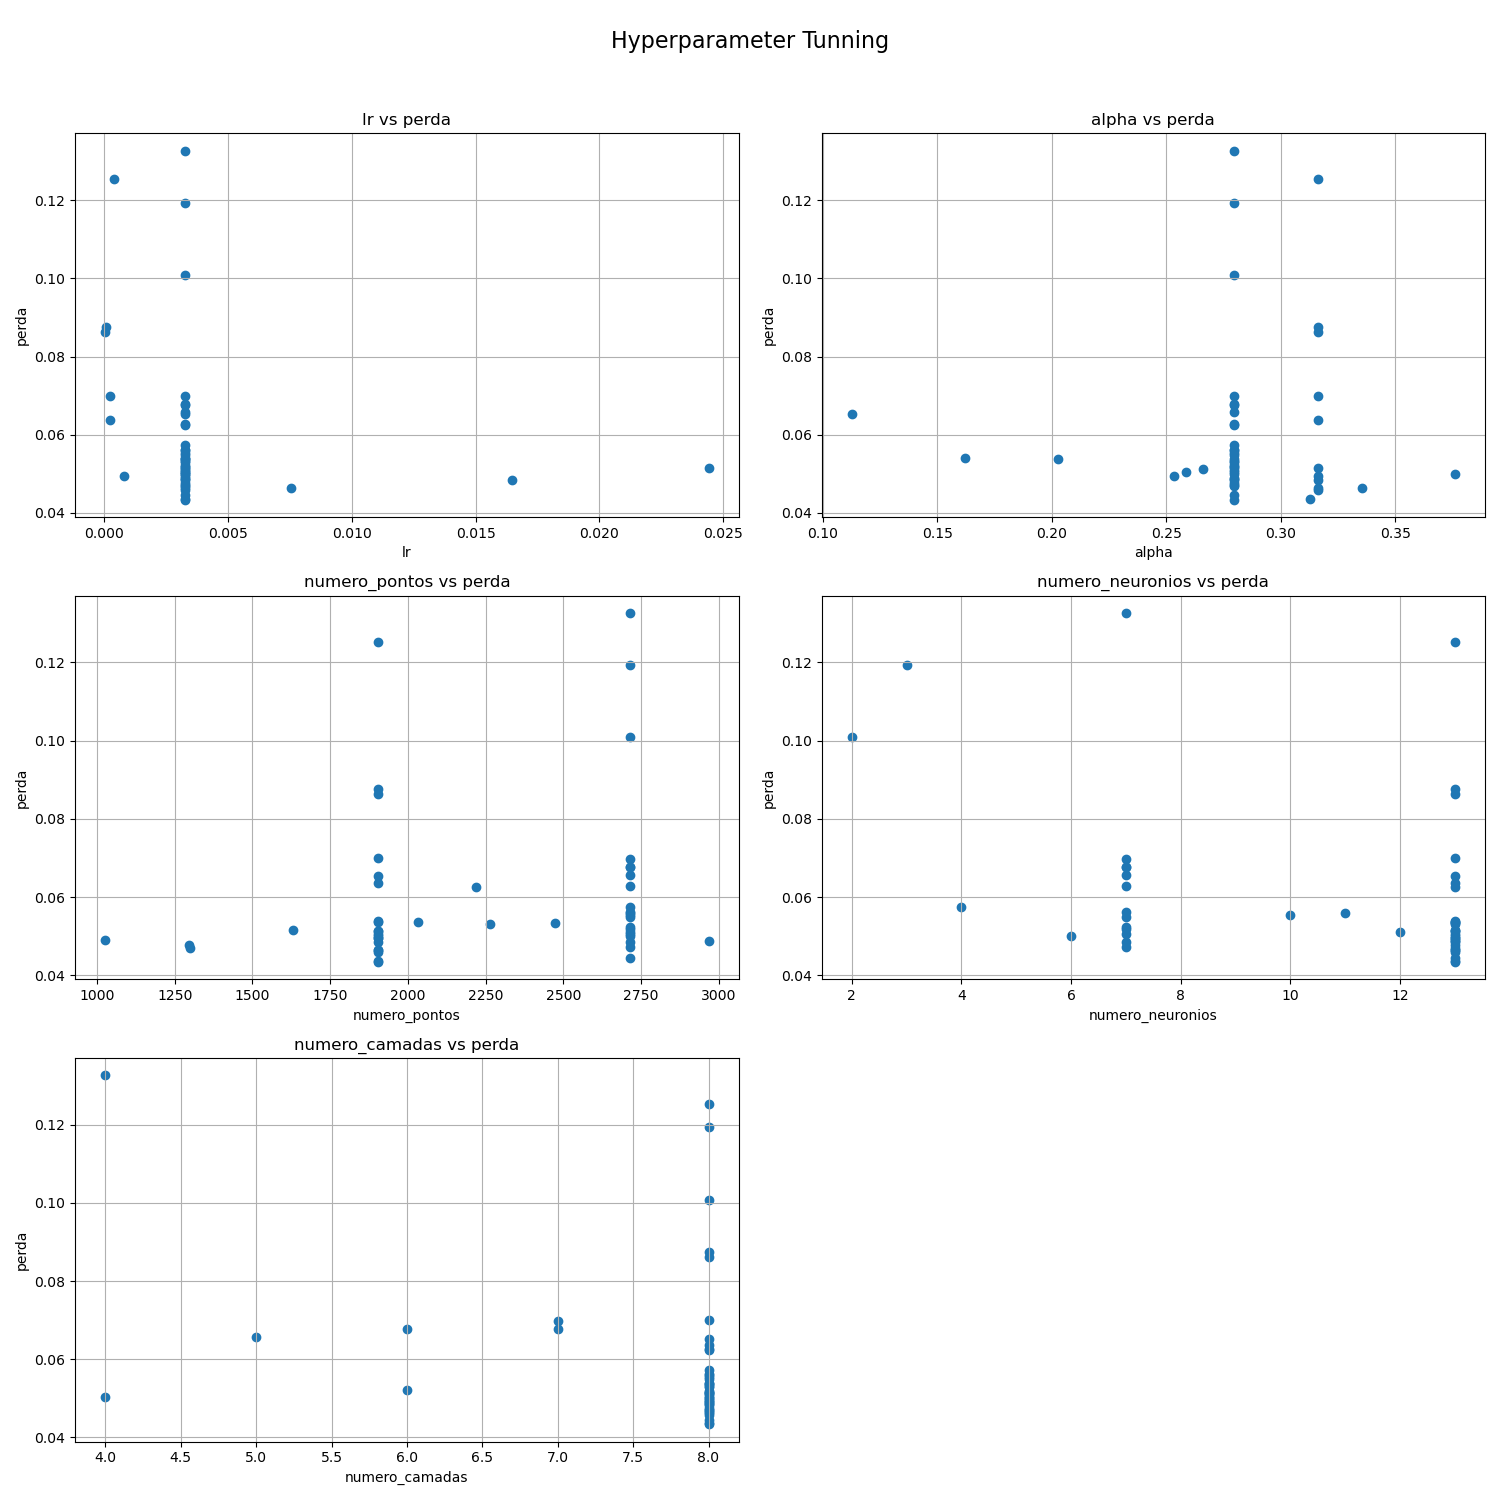 Hyperparameter Tunning
lr vs perda
perda
0.12
0.10
0.08
0.06
0.04
0.000 0.005 0.010 0.015 0.020 0.025
lr
alpha vs perda
perda
0.12
0.10
0.08
0.06
0.04
0.10 0.15 0.20 0.25 0.30 0.35
alpha
numero_pontos vs perda
perda
0.12
0.10
0.08
0.06
0.04
1000 1250 1500 1750 2000 2250 2500 2750 3000
numero_pontos
numero_neuronios vs perda
perda
0.12
0.10
0.08
0.06
0.04
2 4 6 8 10 12
numero_neuronios
numero_camadas vs perda
perda
0.12
0.10
0.08
0.06
0.04
4.0 4.5 5.0 5.5 6.0 6.5 7.0 7.5 8.0
numero_camadas